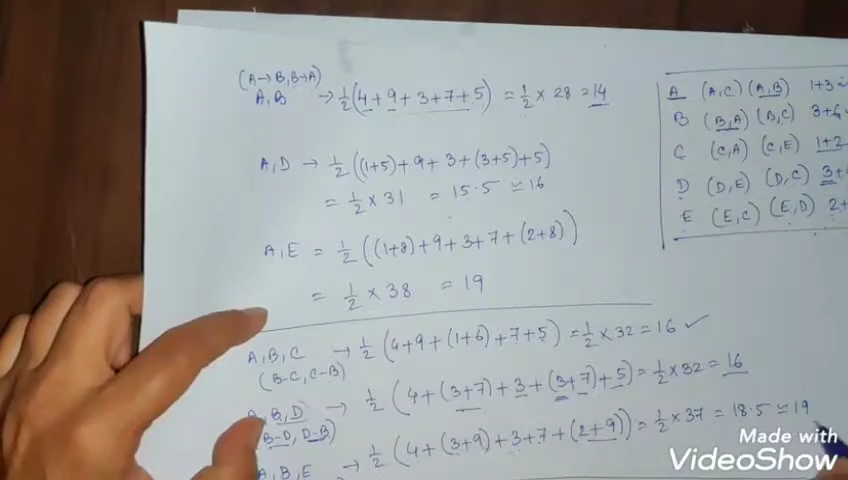 (A→B, B→A)
A, B → 1/2 (4+9+3+7+5) = 1/2 × 28 = 14
A, D → 1/2 ((1+5)+9+3+(3+5)+5)
= 1/2 × 31 = 15.5 ≃ 16
A, E = 1/2 ((1+8)+9+3+7+(2+8))
= 1/2 × 38 = 19
A, B, C → 1/2 (4+9+(1+6)+7+5) = 1/2 × 32 = 16 ✓
(B-C, C-B)
A, B, D → 1/2 (4+(3+7)+3+(3+7)+5) = 1/2 × 32 = 16
(B-D, D-B)
A, B, E → 1/2 (4+(3+9)+3+7+(2+9)) = 1/2 × 37 = 18.5 ≃ 19
A (A,C) (A,B) 1+3=
B (B,A) (B,C) 3+
C (C,A) (C,E) 1+2
D (D,E) (D,C) 3+
E (E,C) (E,D) 2+
Made with
VideoShow